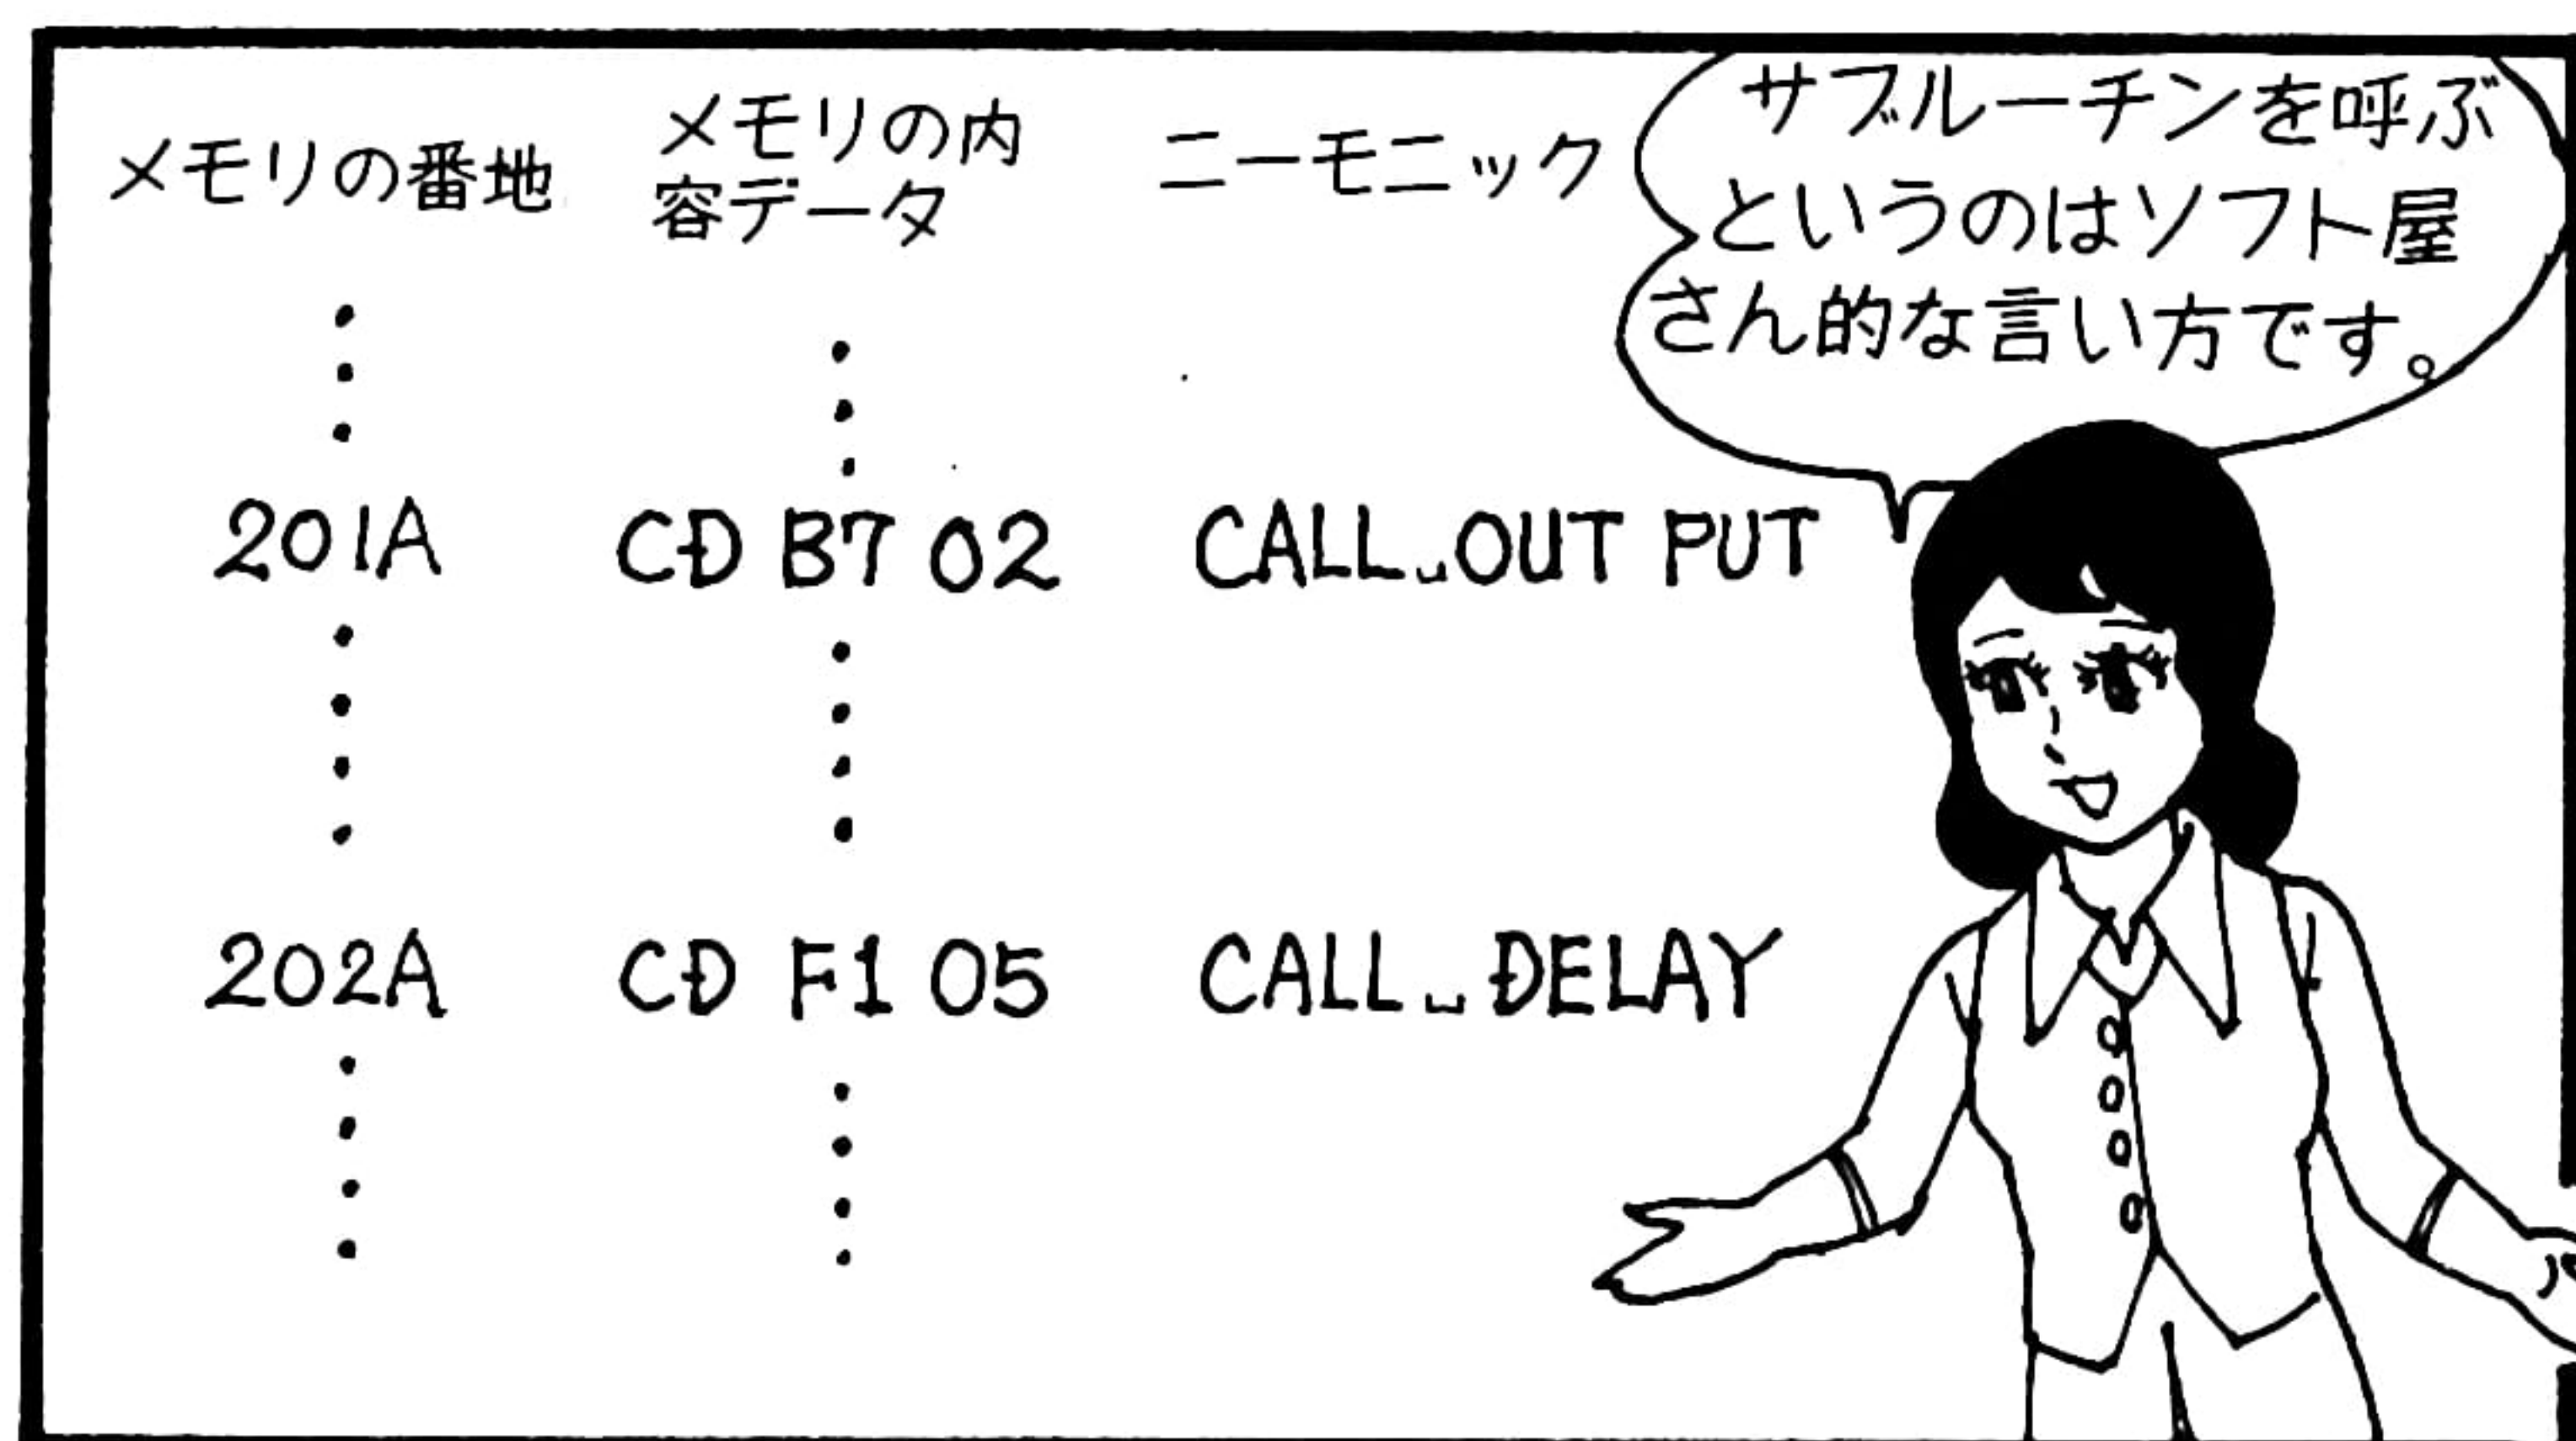 メモリの番地
メモリの内
容データ
ニーモニック
サブルーチンを呼ぶ
というのはソフト屋
さん的な言い方です。
201A CD B7 02 CALL␣OUT PUT
202A CD F1 05 CALL␣DELAY